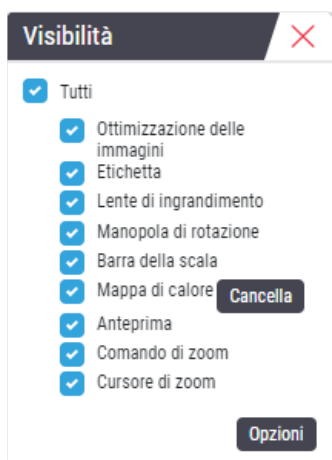 Visibilità
Tutti
Ottimizzazione delle
immagini
Etichetta
Lente di ingrandimento
Manopola di rotazione
Barra della scala
Mappa di calore Cancella
Anteprima
Comando di zoom
Cursore di zoom
Opzioni